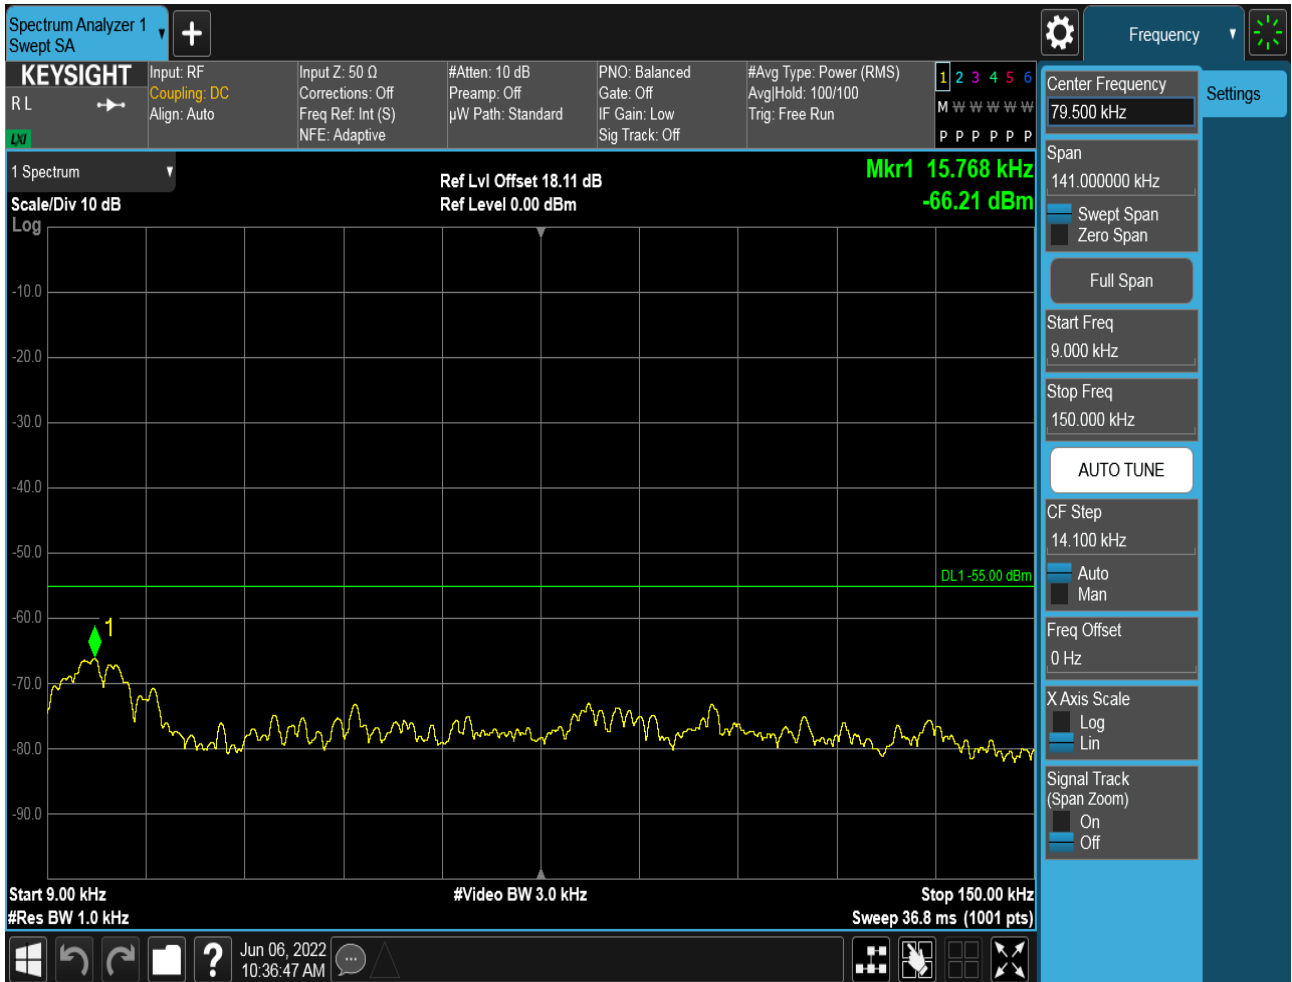 Spectrum Analyzer 1
Swept SA
Frequency
KEYSIGHT
R L
LXI
Input: RF
Coupling: DC
Align: Auto
Input Z: 50 Ω
Corrections: Off
Freq Ref: Int (S)
NFE: Adaptive
#Atten: 10 dB
Preamp: Off
µW Path: Standard
PNO: Balanced
Gate: Off
IF Gain: Low
Sig Track: Off
#Avg Type: Power (RMS)
Avg|Hold: 100/100
Trig: Free Run
1 2 3 4 5 6
M W W W W W
P P P P P P
1 Spectrum
Scale/Div 10 dB
Log
Ref Lvl Offset 18.11 dB
Ref Level 0.00 dBm
Mkr1 15.768 kHz
-66.21 dBm
-10.0
-20.0
-30.0
-40.0
-50.0
DL1 -55.00 dBm
-60.0
1
-70.0
-80.0
-90.0
Start 9.00 kHz
#Video BW 3.0 kHz
Stop 150.00 kHz
#Res BW 1.0 kHz
Sweep 36.8 ms (1001 pts)
?
Jun 06, 2022
10:36:47 AM
Center Frequency
79.500 kHz
Settings
Span
141.000000 kHz
Swept Span
Zero Span
Full Span
Start Freq
9.000 kHz
Stop Freq
150.000 kHz
AUTO TUNE
CF Step
14.100 kHz
Auto
Man
Freq Offset
0 Hz
X Axis Scale
Log
Lin
Signal Track
(Span Zoom)
On
Off